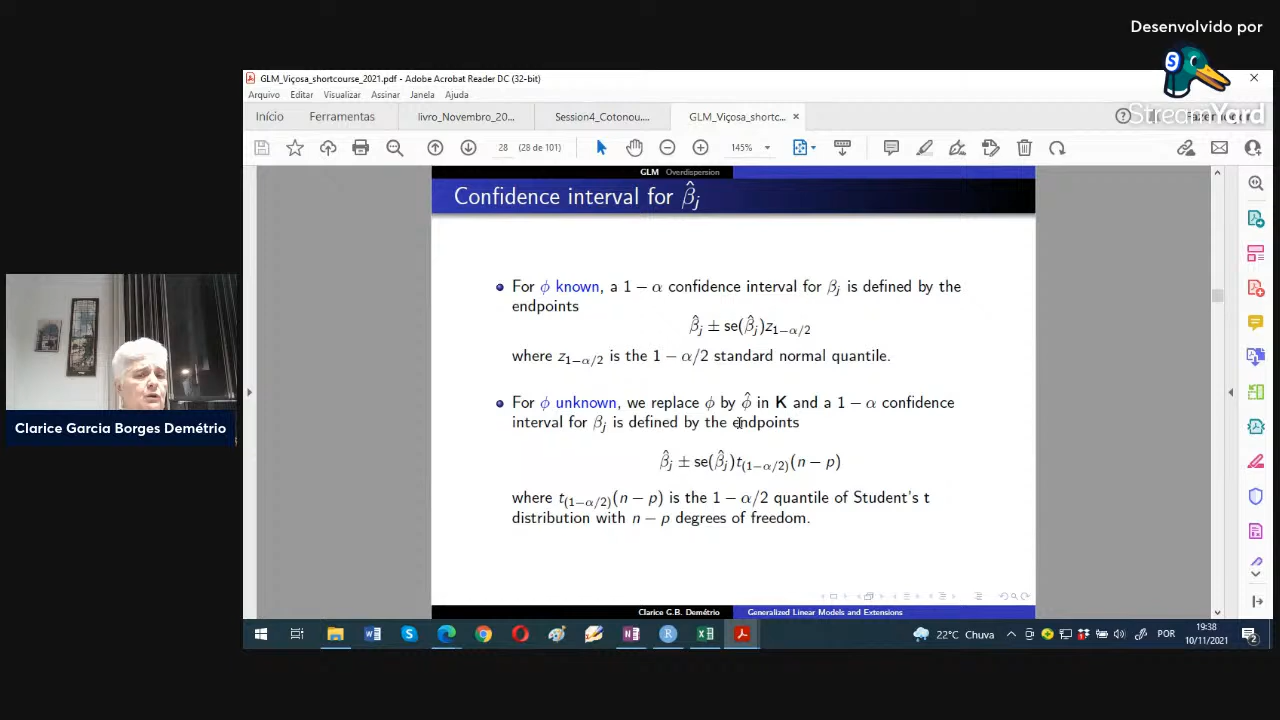 Desenvolvido por
StreamYard
GLM_Viçosa_shortcourse_2021.pdf - Adobe Acrobat Reader DC (32-bit)
Arquivo Editar Visualizar Assinar Janela Ajuda
Início Ferramentas livro_Novembro_20... Session4_Cotonou.... GLM_Viçosa_shortc... ×
28 (28 de 101) 145%
GLM Overdispersion
Confidence interval for β̂ⱼ
For ϕ known, a 1 − α confidence interval for βⱼ is defined by the
endpoints
β̂ⱼ ± se(β̂ⱼ)z₁₋α/₂
where z₁₋α/₂ is the 1 − α/2 standard normal quantile.
For ϕ unknown, we replace ϕ by ϕ̂ in K and a 1 − α confidence
interval for βⱼ is defined by the endpoints
β̂ⱼ ± se(β̂ⱼ)t₍₁₋α/₂₎(n − p)
where t₍₁₋α/₂₎(n − p) is the 1 − α/2 quantile of Student's t
distribution with n − p degrees of freedom.
Clarice G.B. Demétrio Generalized Linear Models and Extensions
Clarice Garcia Borges Demétrio
22°C Chuva POR 19:38
10/11/2021 2